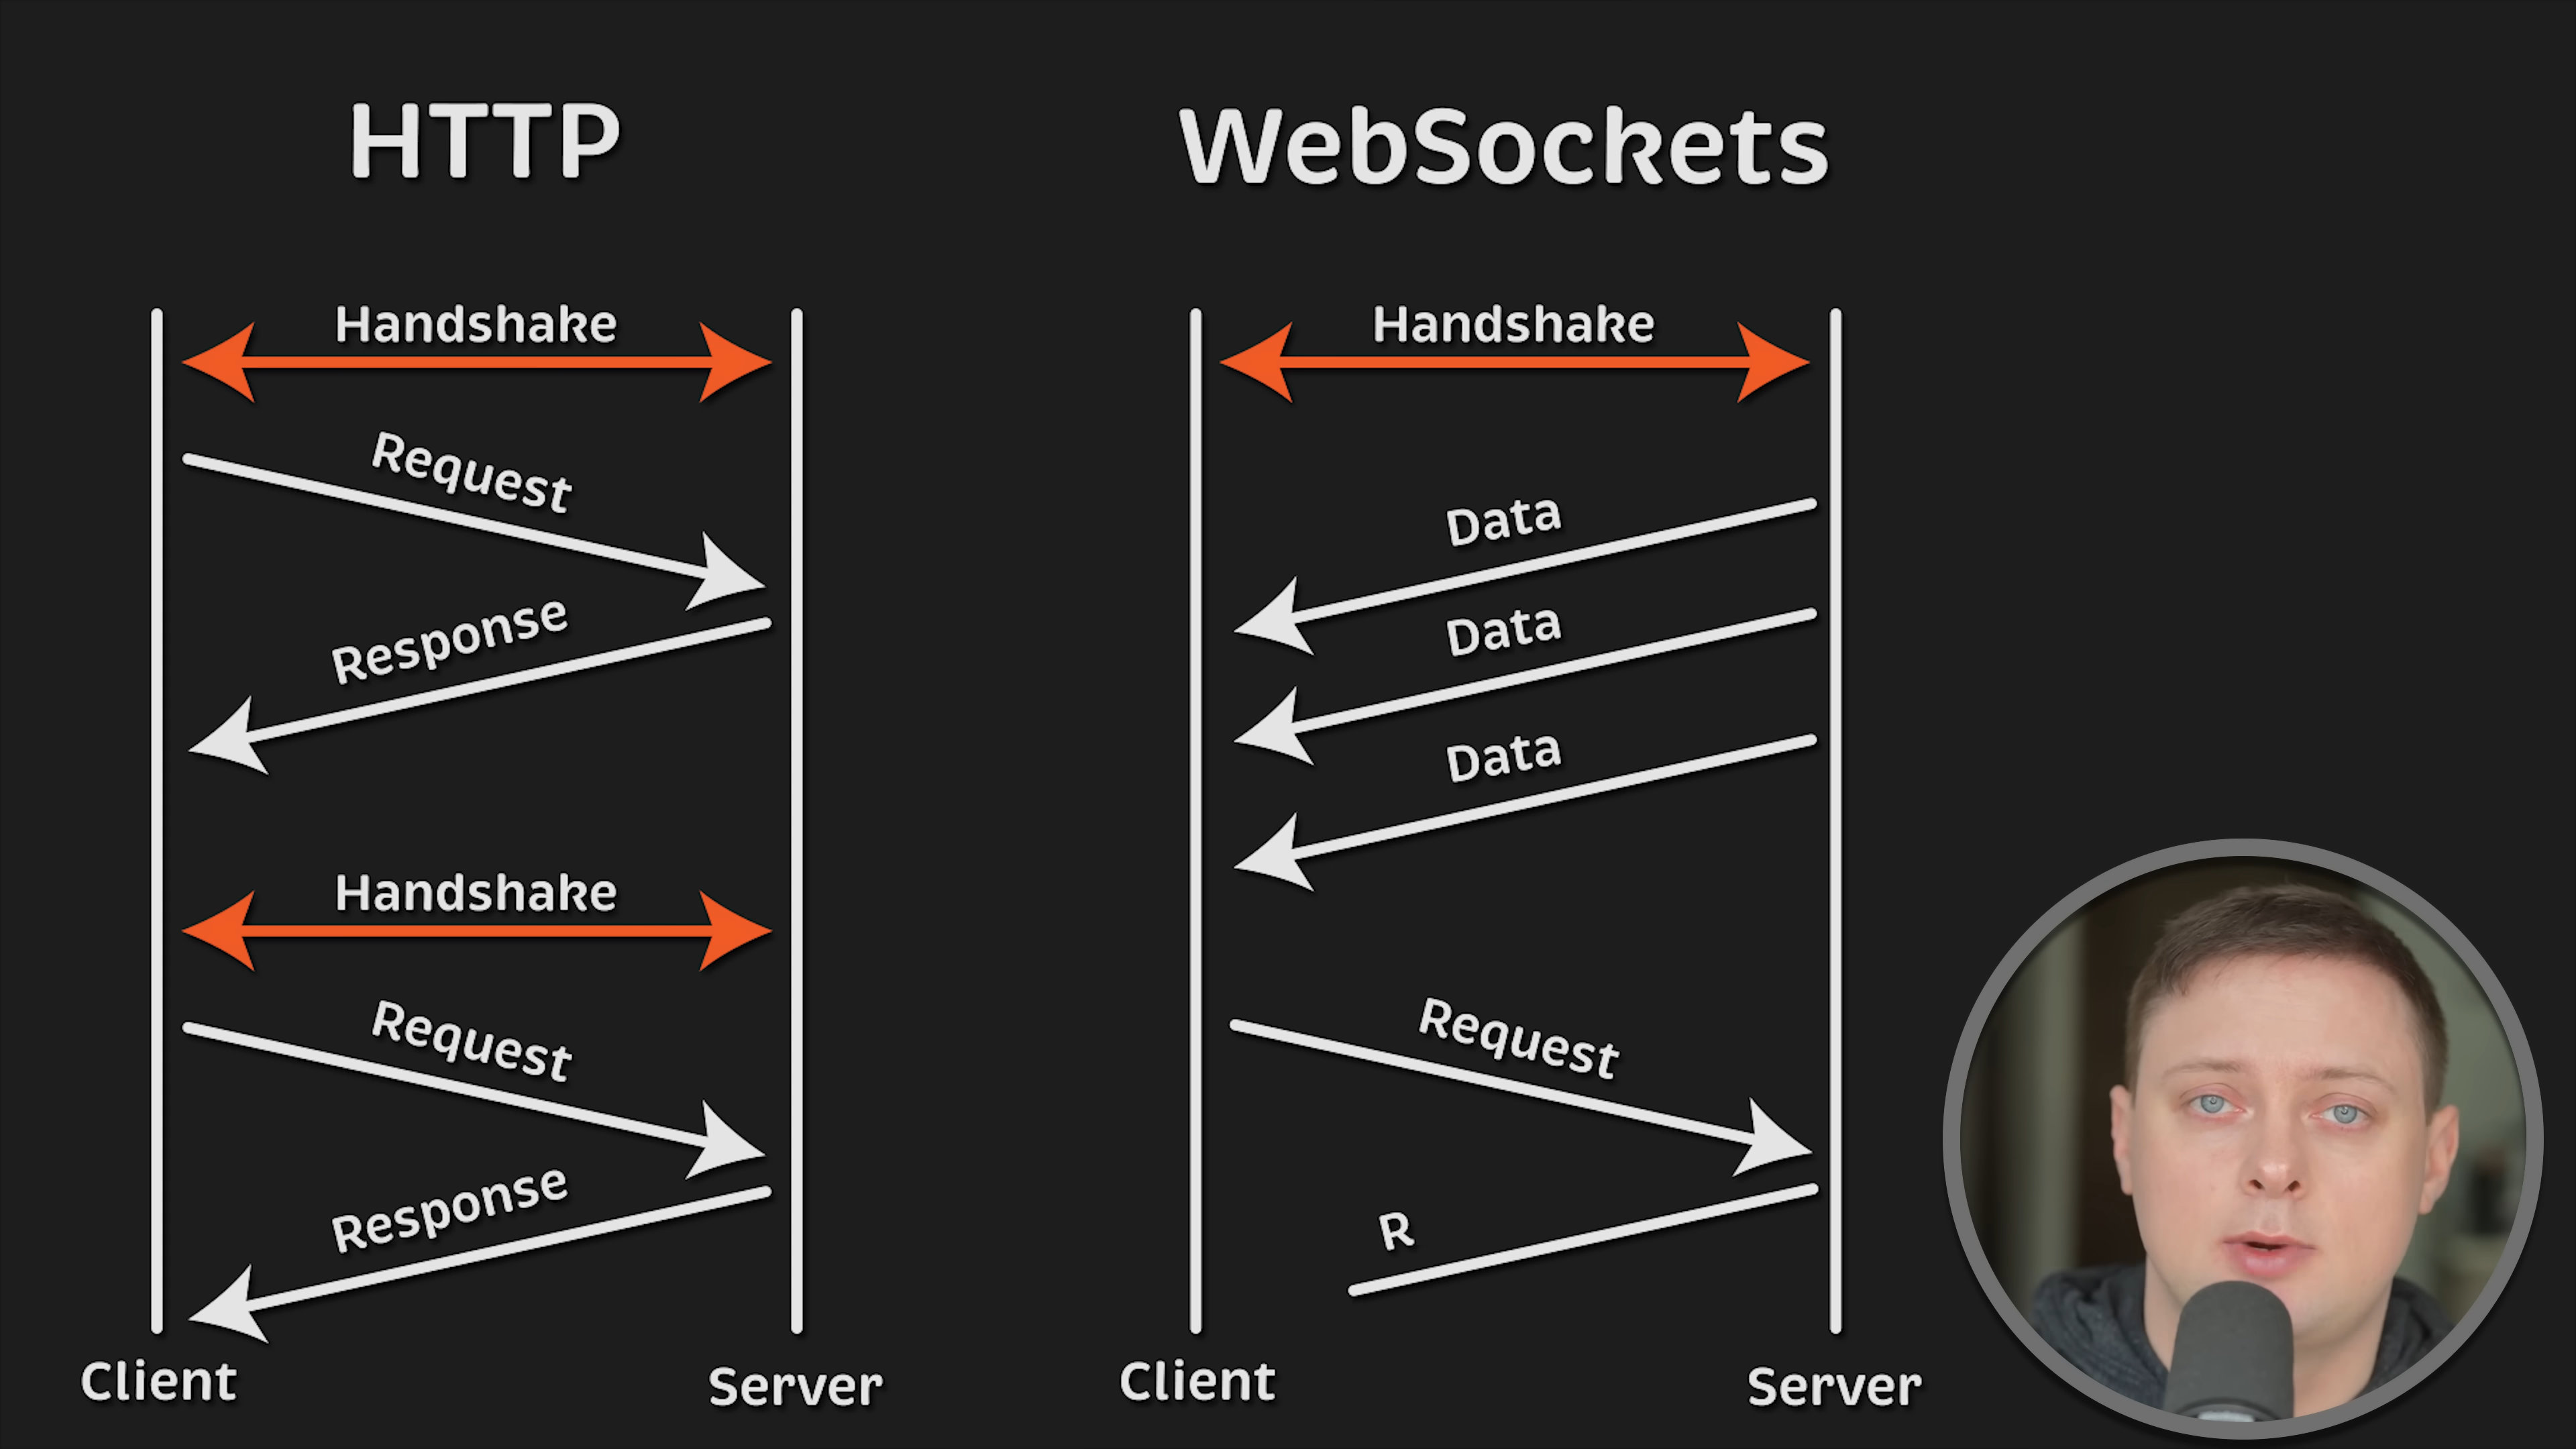 HTTP
Handshake
Request
Response
Handshake
Request
Response
Client
Server
WebSockets
Handshake
Data
Data
Data
Request
R
Client
Server